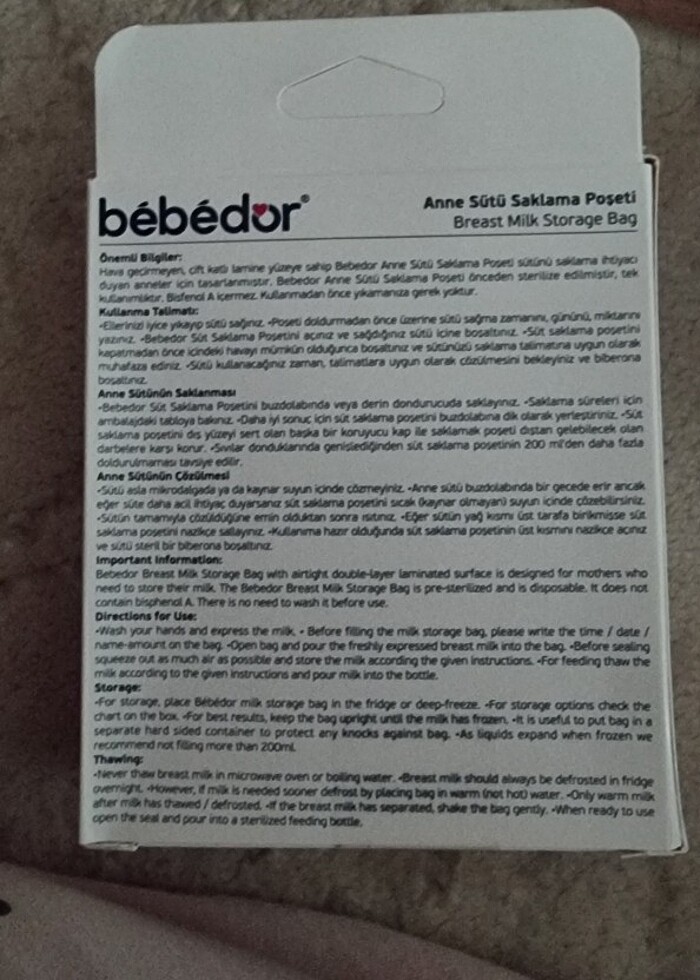 bébédor®
Anne Sütü Saklama Poşeti
Breast Milk Storage Bag
Önemli Bilgiler:
Hava geçirmeyen, çift katlı lamine yüzeye sahip Bebedor Anne Sütü Saklama Poseti sütünü saklama ihtiyacı
duyan anneler için tasarlanmıştır. Bebedor Anne Sütü Saklama Poşeti önceden sterilize edilmiştir, tek
kullanımlıktır. Bisfenol A içermez. Kullanmadan önce yıkamanıza gerek yoktur.
Kullanma Talimatı:
•Ellerinizi iyice yıkayıp sütü sağınız. •Poseti doldurmadan önce üzerine sütü sağma zamanını, gününü, miktarını
yazınız. •Bebedor Süt Saklama Posetini açınız ve sağdığınız sütü içine bosaltınız. •Süt saklama posetini
kapatmadan önce içindeki havayı mümkün olduğunca bosaltınız ve sütünüzü saklama talimatına uygun olarak
muhafaza ediniz. •Sütü kullanacağınız zaman, talimatlara uygun olarak çözülmesini bekleyiniz ve biberona
bosaltınız.
Anne Sütünün Saklanması
•Bebedor Süt Saklama Posetini buzdolabında veya derin dondurucuda saklayınız. •Saklama süreleri için
ambalajdaki tabloya bakınız. •Daha iyi sonuç için süt saklama posetini buzdolabına dik olarak yerleştiriniz. •Süt
saklama posetini dış yüzeyi sert olan baska bir koruyucu kap ile saklamak poseti dıstan gelebilecek olan
darbelere karsı korur. •Sıvılar donduklarında genişlediğinden süt saklama posetinin 200 ml'den daha fazla
doldurulmaması tavsiye edilir.
Anne Sütünün Çözülmesi
•Sütü asla mikrodalgada ya da kaynar suyun içinde çözmeyiniz. •Anne sütü buzdolabında bir gecede erir ancak
eğer süte daha acil ihtiyaç duyarsanız süt saklama posetini sıcak (kaynar olmayan) suyun içinde çözebilirsiniz.
•Sütün tamamıyla çözüldüğüne emin olduktan sonra ısıtınız. •Eğer sütün yağ kısmı üst tarafa birikmisse süt
saklama posetini nazikçe sallayınız. •Kullanıma hazır olduğunda süt saklama posetinin üst kısmını nazikçe açınız
ve sütü steril bir biberona bosaltınız.
Important Information:
Bebedor Breast Milk Storage Bag with airtight double-layer laminated surface is designed for mothers who
need to store their milk. The Bebedor Breast Milk Storage Bag is pre-sterilized and is disposable. It does not
contain bisphenol A. There is no need to wash it before use.
Directions for Use:
•Wash your hands and express the milk. • Before filling the milk storage bag, please write the time / date /
name-amount on the bag. •Open bag and pour the freshly expressed breast milk into the bag. •Before sealing
squeeze out as much air as possible and store the milk according the given instructions. •For feeding thaw the
milk according to the given instructions and pour milk into the bottle.
Storage:
•For storage, place Bébédor milk storage bag in the fridge or deep-freeze. •For storage options check the
chart on the box. •For best results, keep the bag upright until the milk has frozen. •It is useful to put bag in a
separate hard sided container to protect any knocks against bag. •As liquids expand when frozen we
recommend not filling more than 200ml.
Thawing:
•Never thaw breast milk in microwave oven or boiling water. •Breast milk should always be defrosted in fridge
overnight. •However, if milk is needed sooner defrost by placing bag in warm (not hot) water. •Only warm milk
after milk has thawed / defrosted. •If the breast milk has separated, shake the bag gently. •When ready to use
open the seal and pour into a sterilized feeding bottle.